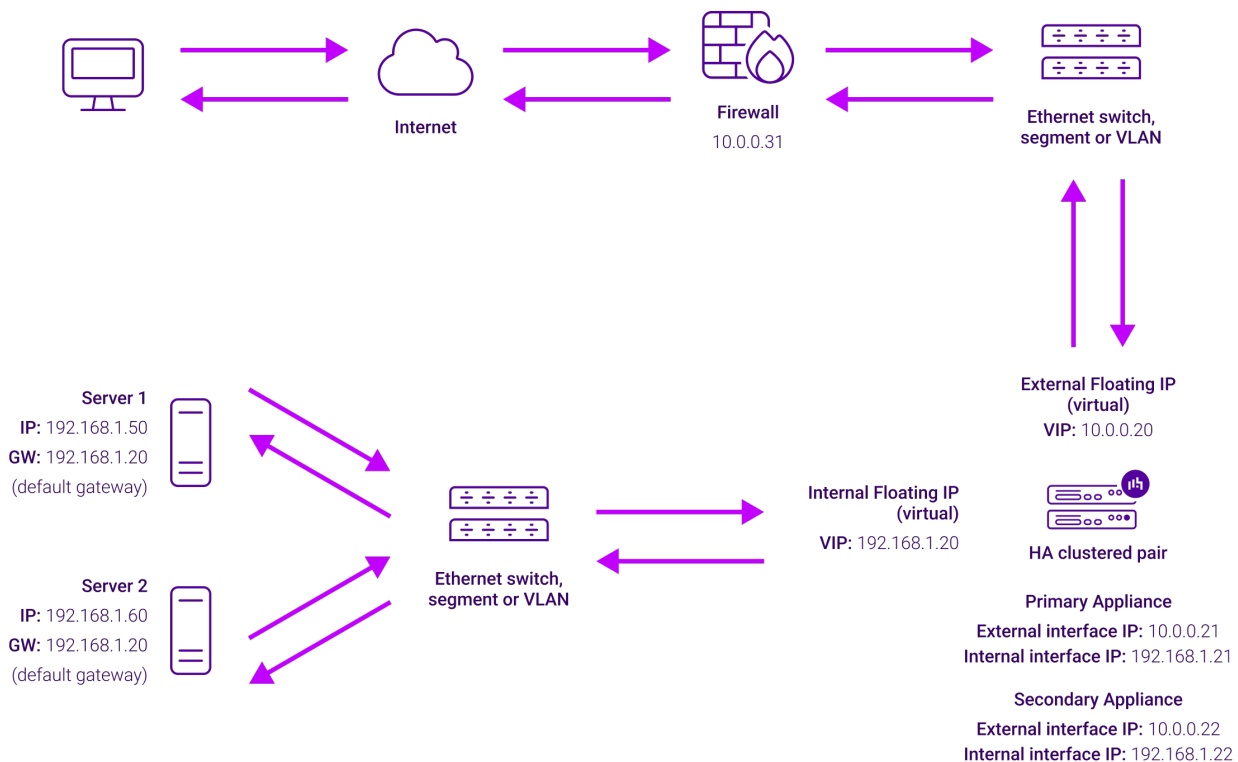 Internet
Firewall
10.0.0.31
Ethernet switch,
segment or VLAN
External Floating IP
(virtual)
VIP: 10.0.0.20
Server 1
IP: 192.168.1.50
GW: 192.168.1.20
(default gateway)
Server 2
IP: 192.168.1.60
GW: 192.168.1.20
(default gateway)
Ethernet switch,
segment or VLAN
Internal Floating IP
(virtual)
VIP: 192.168.1.20
HA clustered pair
Primary Appliance
External interface IP: 10.0.0.21
Internal interface IP: 192.168.1.21
Secondary Appliance
External interface IP: 10.0.0.22
Internal interface IP: 192.168.1.22